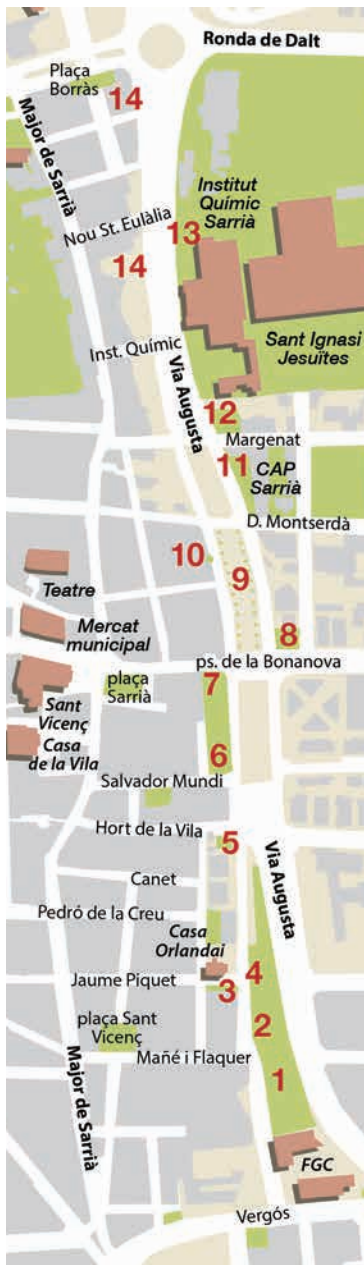 Ronda de Dalt
Plaça
Borràs
14
Major de Sarrià
Institut
Químic
Sarrià
Nou St. Eulàlia
13
14
Sant Ignasi
Jesuïtes
Inst. Químic
Via Augusta
12
Margenat
11
CAP
Sarrià
D. Montserdà
10
9
Teatre
8
Mercat
municipal
ps. de la Bonanova
plaça
Sarrià
7
Sant
Vicenç
Casa
de la Vila
6
Salvador Mundi
Hort de la Vila
5
Via Augusta
Canet
Pedró de la Creu
Casa
Orlandai
4
Jaume Piquet
3
plaça Sant
Vicenç
2
Mañé i Flaquer
1
Major de Sarrià
FGC
Vergós